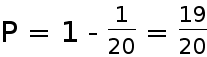 P = 1 - 1/20 = 19/20